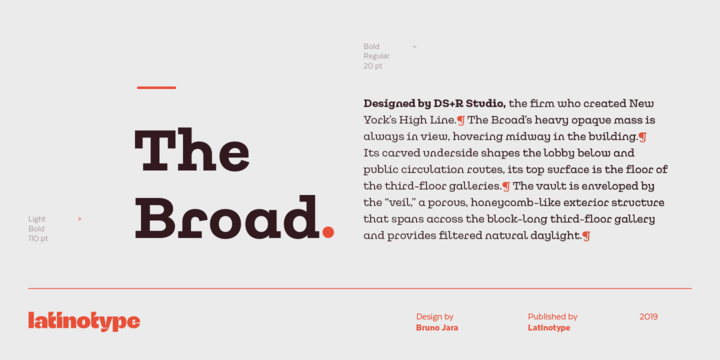 Bold
Regular
20 pt
The
Broad.
Light
Bold
110 pt
Designed by DS+R Studio, the firm who created New
York's High Line.¶ The Broad's heavy opaque mass is
always in view, hovering midway in the building.¶
Its carved underside shapes the lobby below and
public circulation routes, its top surface is the floor of
the third-floor galleries.¶ The vault is enveloped by
the “veil,” a porous, honeycomb-like exterior structure
that spans across the block-long third-floor gallery
and provides filtered natural daylight.¶
latinotype
Design by
Bruno Jara
Published by
Latinotype
2019